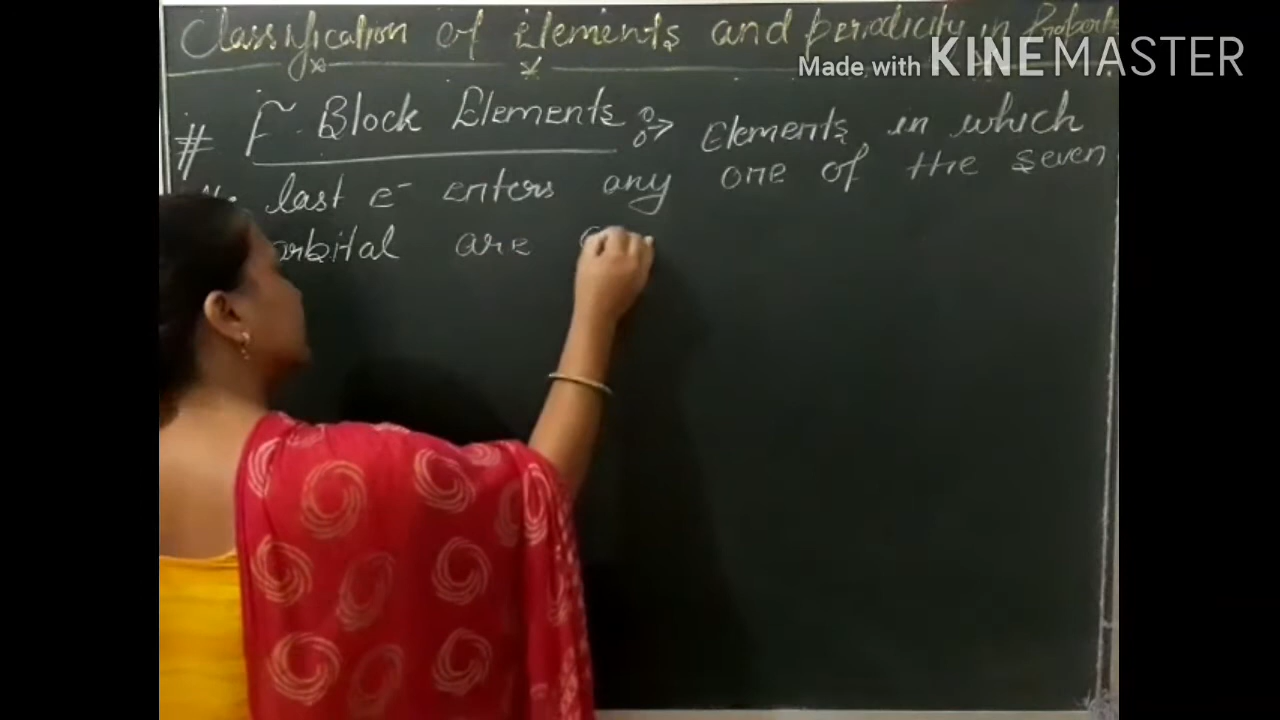 Classification of Elements and periodicity in
Made with KINEMASTER
# F-Block Elements :→ Elements in which
last e⁻ enters any one of the seven
orbital are